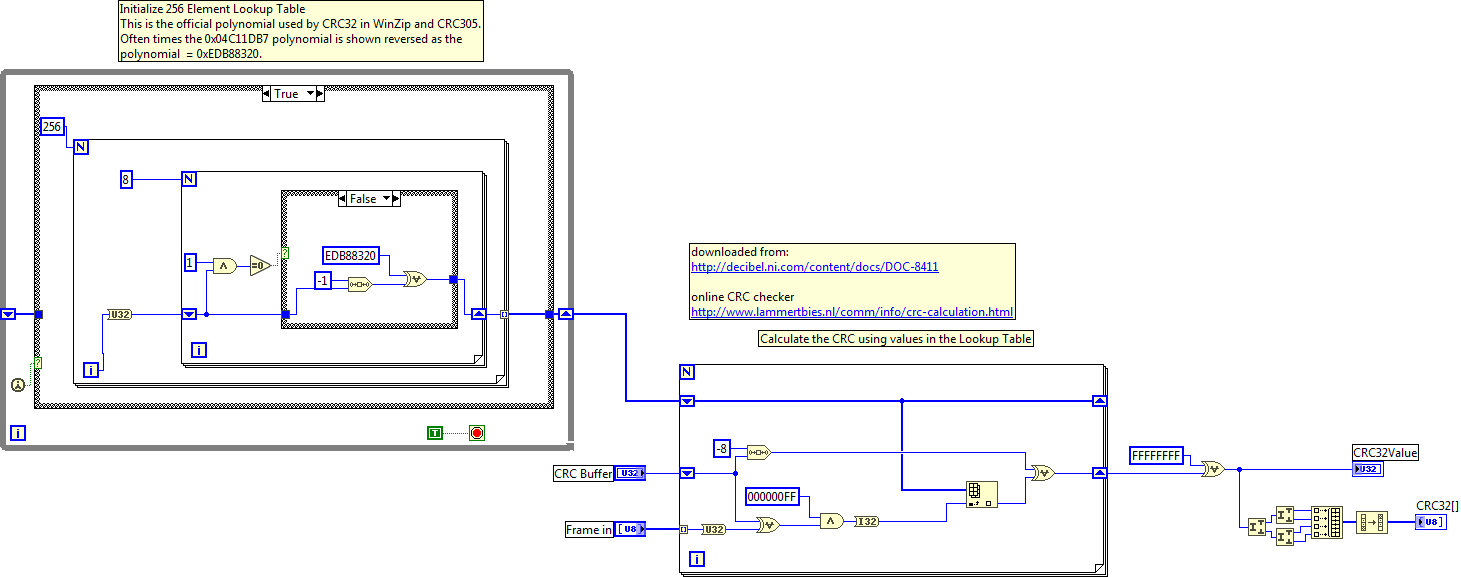 Initialize 256 Element Lookup Table
This is the official polynomial used by CRC32 in WinZip and CRC305.
Often times the 0x04C11DB7 polynomial is shown reversed as the
polynomial = 0xEDB88320.
True
256
N
8
N
False
1
=0
?
EDB88320
-1
U32
i
i
?
i
T
downloaded from:
http://decibel.ni.com/content/docs/DOC-8411
online CRC checker
http://www.lammertbies.nl/comm/info/crc-calculation.html
Calculate the CRC using values in the Lookup Table
N
-8
CRC Buffer
U32
000000FF
Frame in
[U8]
U32
I32
i
FFFFFFFF
CRC32Value
U32
CRC32[]
[U8]